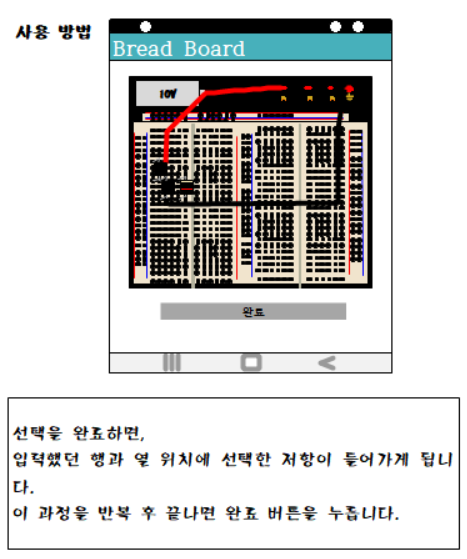 사용 방법
Bread Board
10V
완료
선택을 완료하면,
입력했던 행과 열 위치에 선택한 저항이 들어가게 됩니
다.
이 과정을 반복 후 끝나면 완료 버튼을 누릅니다.